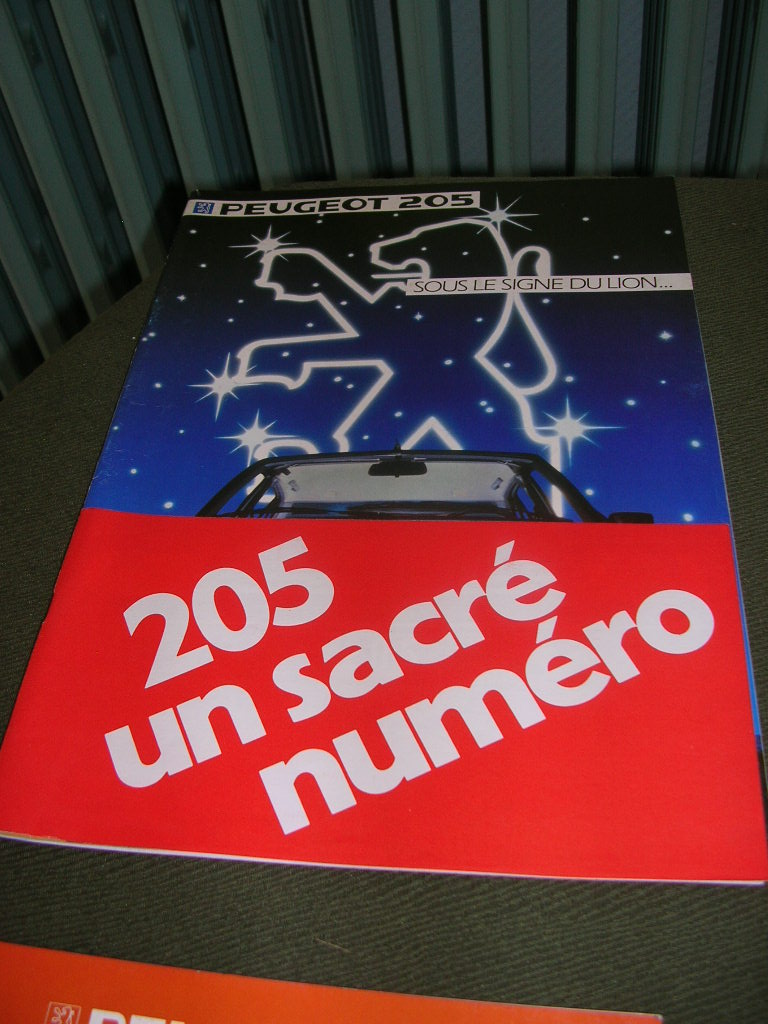 PEUGEOT 205
SOUS LE SIGNE DU LION...
205
un sacré
numéro